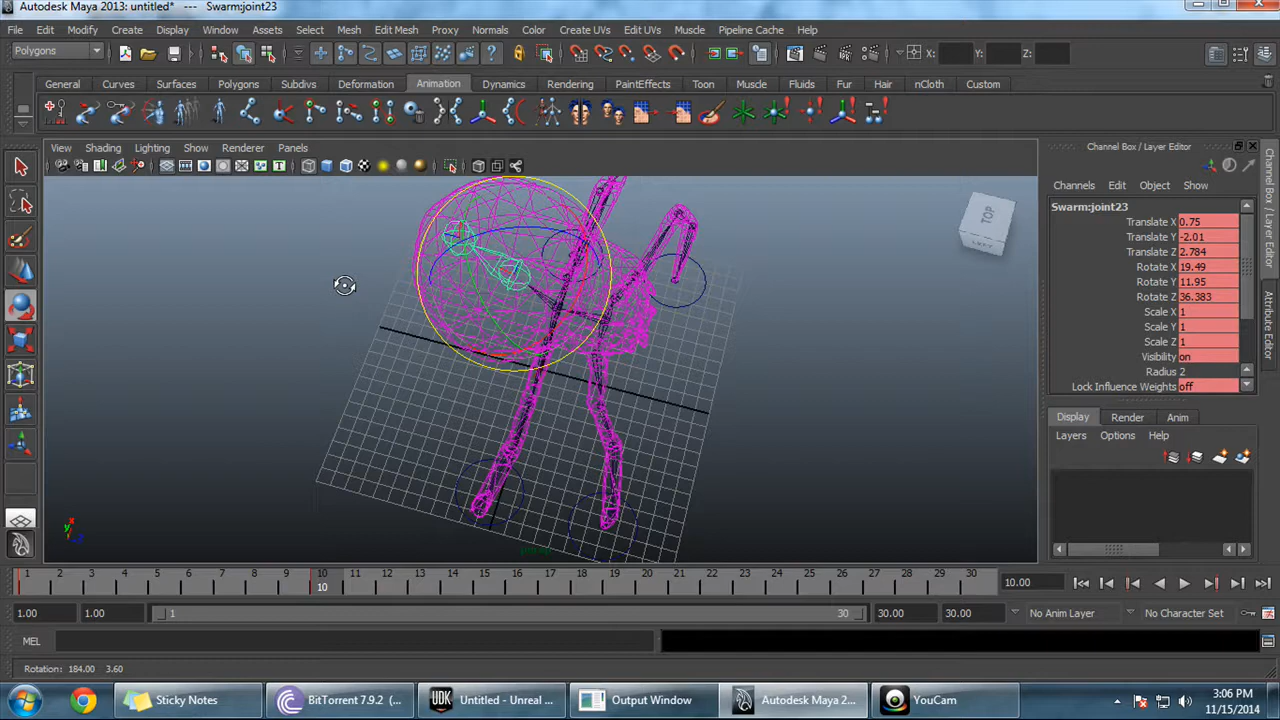 Autodesk Maya 2013: untitled* --- Swarm:joint23
File Edit Modify Create Display Window Assets Select Mesh Edit Mesh Proxy Normals Color Create UVs Edit UVs Muscle Pipeline Cache Help
Polygons
X: Y: Z:
General Curves Surfaces Polygons Subdivs Deformation Animation Dynamics Rendering PaintEffects Toon Muscle Fluids Fur Hair nCloth Custom
View Shading Lighting Show Renderer Panels
TOP
Channel Box / Layer Editor
Channels Edit Object Show
Swarm:joint23
Translate X 0.75
Translate Y -2.01
Translate Z 2.784
Rotate X 19.49
Rotate Y 11.95
Rotate Z 36.383
Scale X 1
Scale Y 1
Scale Z 1
Visibility on
Radius 2
Lock Influence Weights off
Display Render Anim
Layers Options Help
Channel Box / Layer Editor
Attribute Editor
persp
1 2 3 4 5 6 7 8 9 10 11 12 13 14 15 16 17 18 19 20 21 22 23 24 25 26 27 28 29 30
10
10.00
1.00 1.00 1 30 30.00 30.00 No Anim Layer No Character Set
MEL
Rotation: 184.00 3.60
Sticky Notes BitTorrent 7.9.2 (... Untitled - Unreal ... Output Window Autodesk Maya 2... YouCam
3:06 PM
11/15/2014